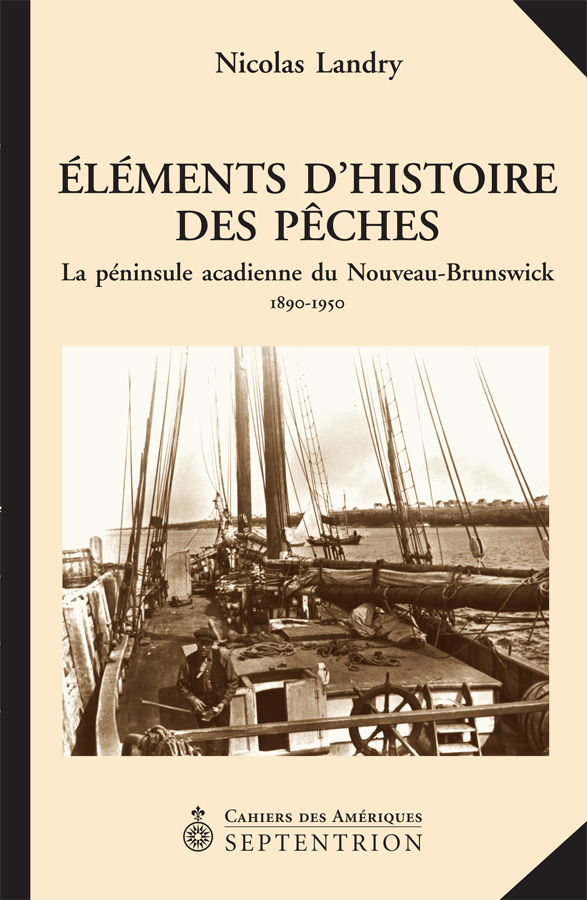 Nicolas Landry
ÉLÉMENTS D'HISTOIRE
DES PÊCHES
La péninsule acadienne du Nouveau-Brunswick
1890-1950
CAHIERS DES AMÉRIQUES
SEPTENTRION